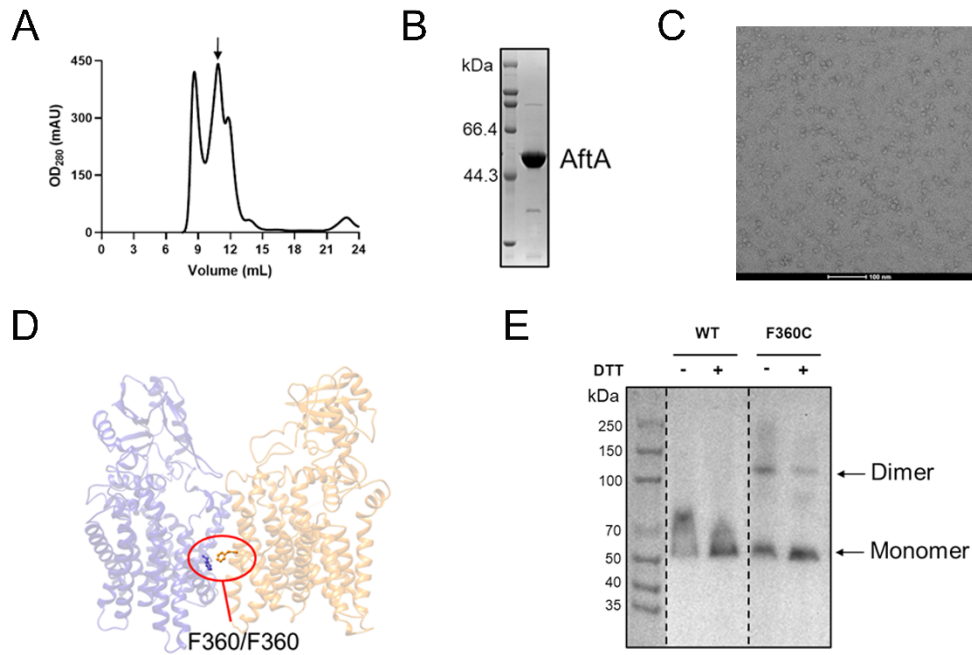 A
450
300
150
0
OD280 (mAU)
0 3 6 9 12 15 18 21 24
Volume (mL)
B
kDa
66.4
44.3
AftA
C
100 nm
D
F360/F360
E
WT F360C
DTT - + - +
kDa
250
150
100
70
50
40
35
Dimer
Monomer